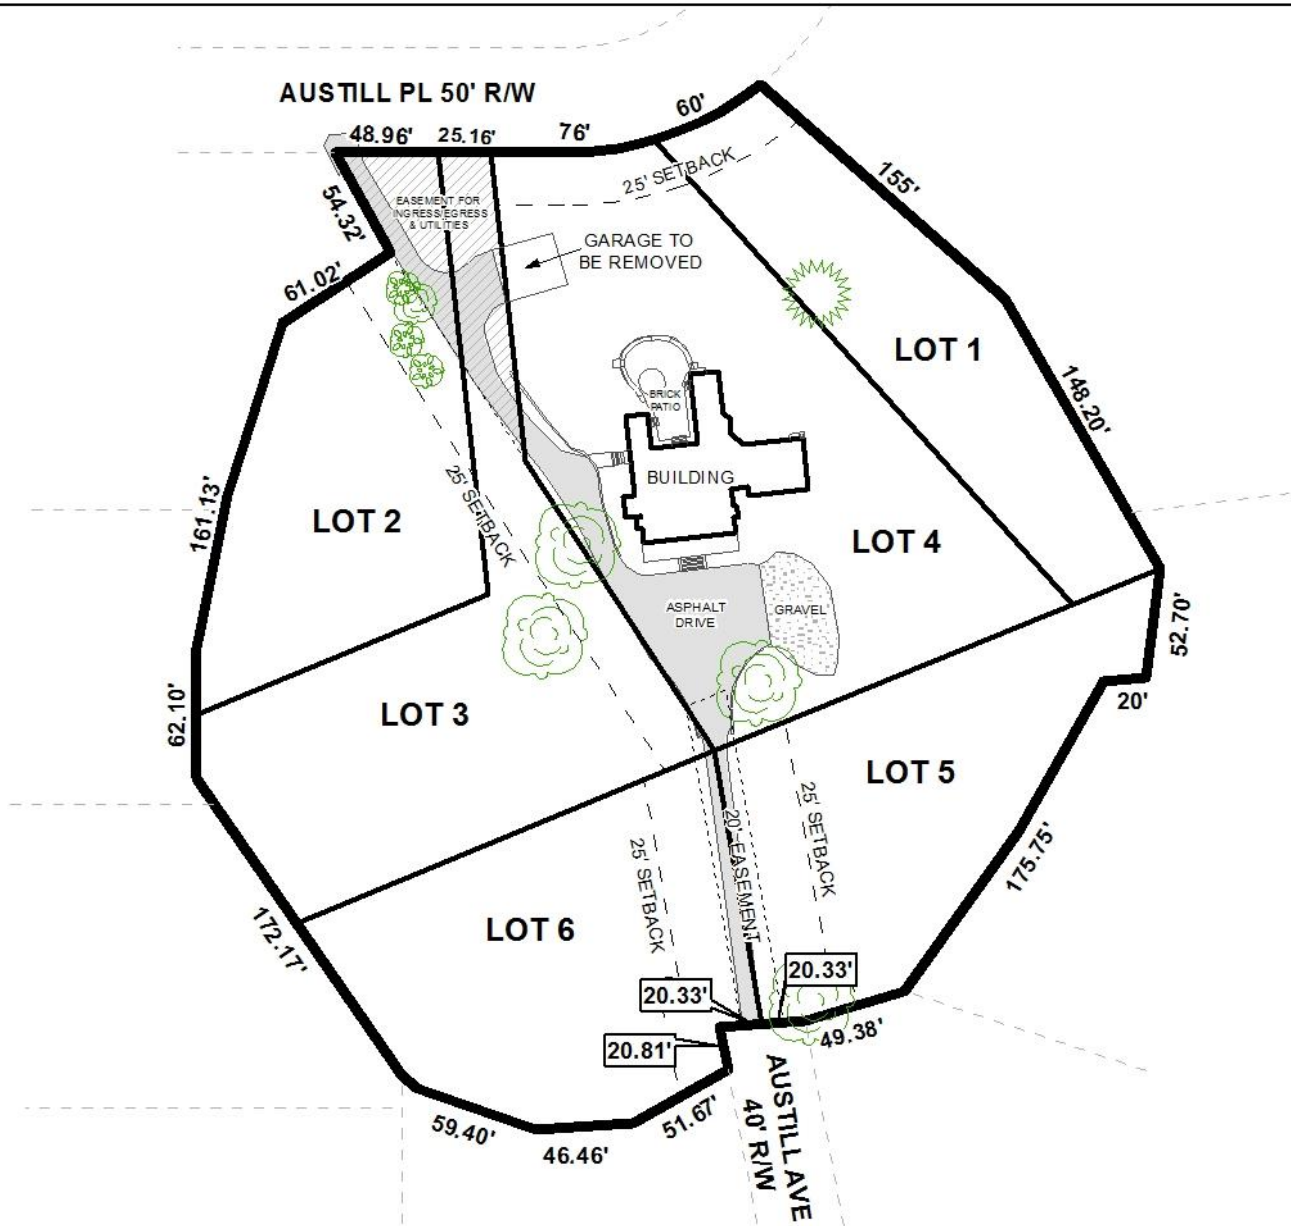 AUSTILL PL 50' R/W
48.96'
25.16'
76'
60'
25' SETBACK
155'
54.32'
EASEMENT FOR
INGRESS/EGRESS
& UTILITIES
GARAGE TO
BE REMOVED
61.02'
LOT 1
148.20'
BRICK
PATIO
BUILDING
161.13'
LOT 2
25' SETBACK
LOT 4
ASPHALT
DRIVE
GRAVEL
52.70'
62.10'
LOT 3
20'
LOT 5
25' SETBACK
20' EASEMENT
25' SETBACK
175.75'
LOT 6
172.17'
20.33'
20.33'
20.81'
49.38'
59.40'
46.46'
51.67'
AUSTILL AVE
40' R/W